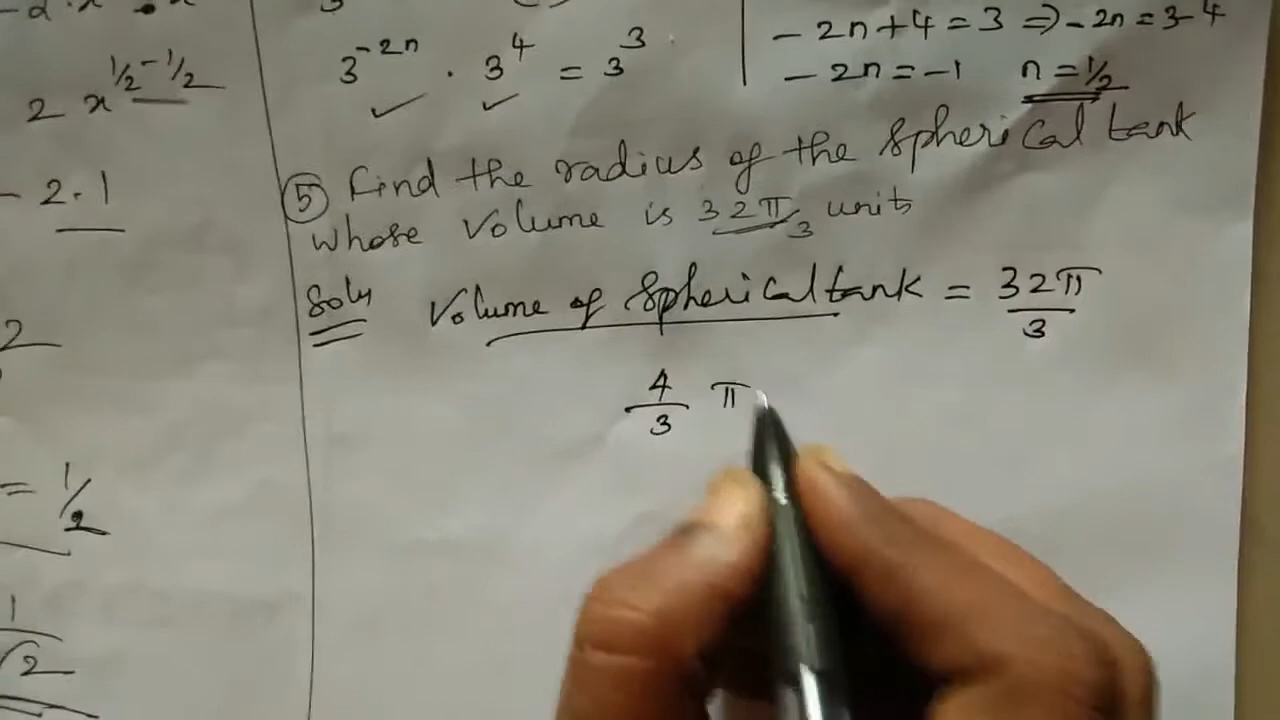 2 x^{1/2 - 1/2}
- 2 . 1
2
= 1/2
1
√2
3^{-2n} . 3^4 = 3^3
- 2n + 4 = 3 ⇒ - 2n = 3-4
- 2n = -1 n = 1/2
⑤ Find the radius of the spherical tank
whose volume is 32π/3 units
Soln Volume of Spherical tank = 32π/3
4/3 π